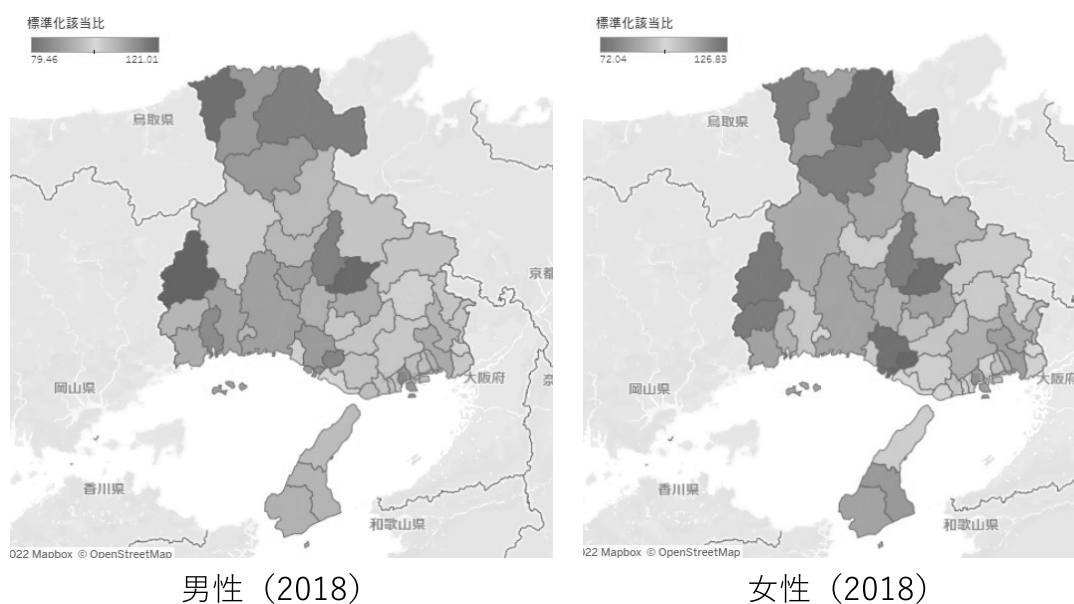 標準化該当比
79.46 121.01
鳥取県
京都
岡山県
大阪府
奈
香川県
和歌山県
022 Mapbox © OpenStreetMap
男性（2018）
標準化該当比
72.04 126.83
鳥取県
岡山県
大阪府
香川県
和歌山県
022 Mapbox © OpenStreetMap
女性（2018）